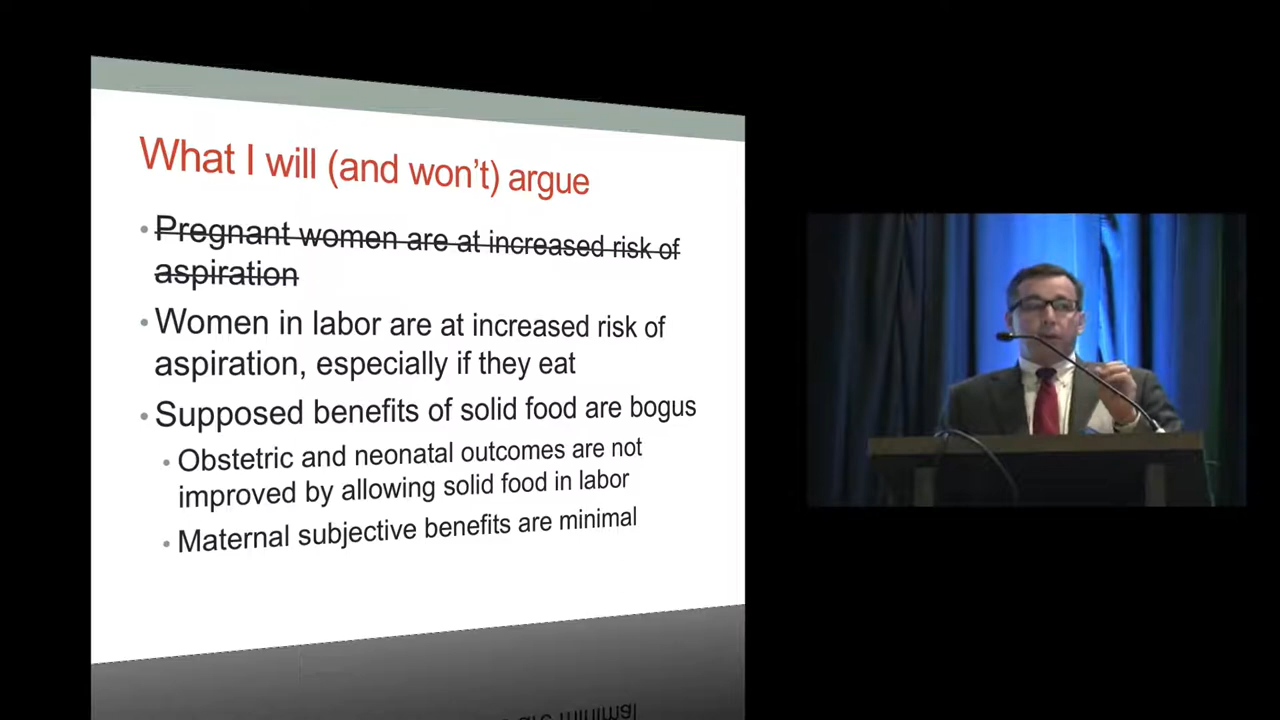 What I will (and won't) argue
• Pregnant women are at increased risk of
aspiration
• Women in labor are at increased risk of
aspiration, especially if they eat
• Supposed benefits of solid food are bogus
• Obstetric and neonatal outcomes are not
improved by allowing solid food in labor
• Maternal subjective benefits are minimal